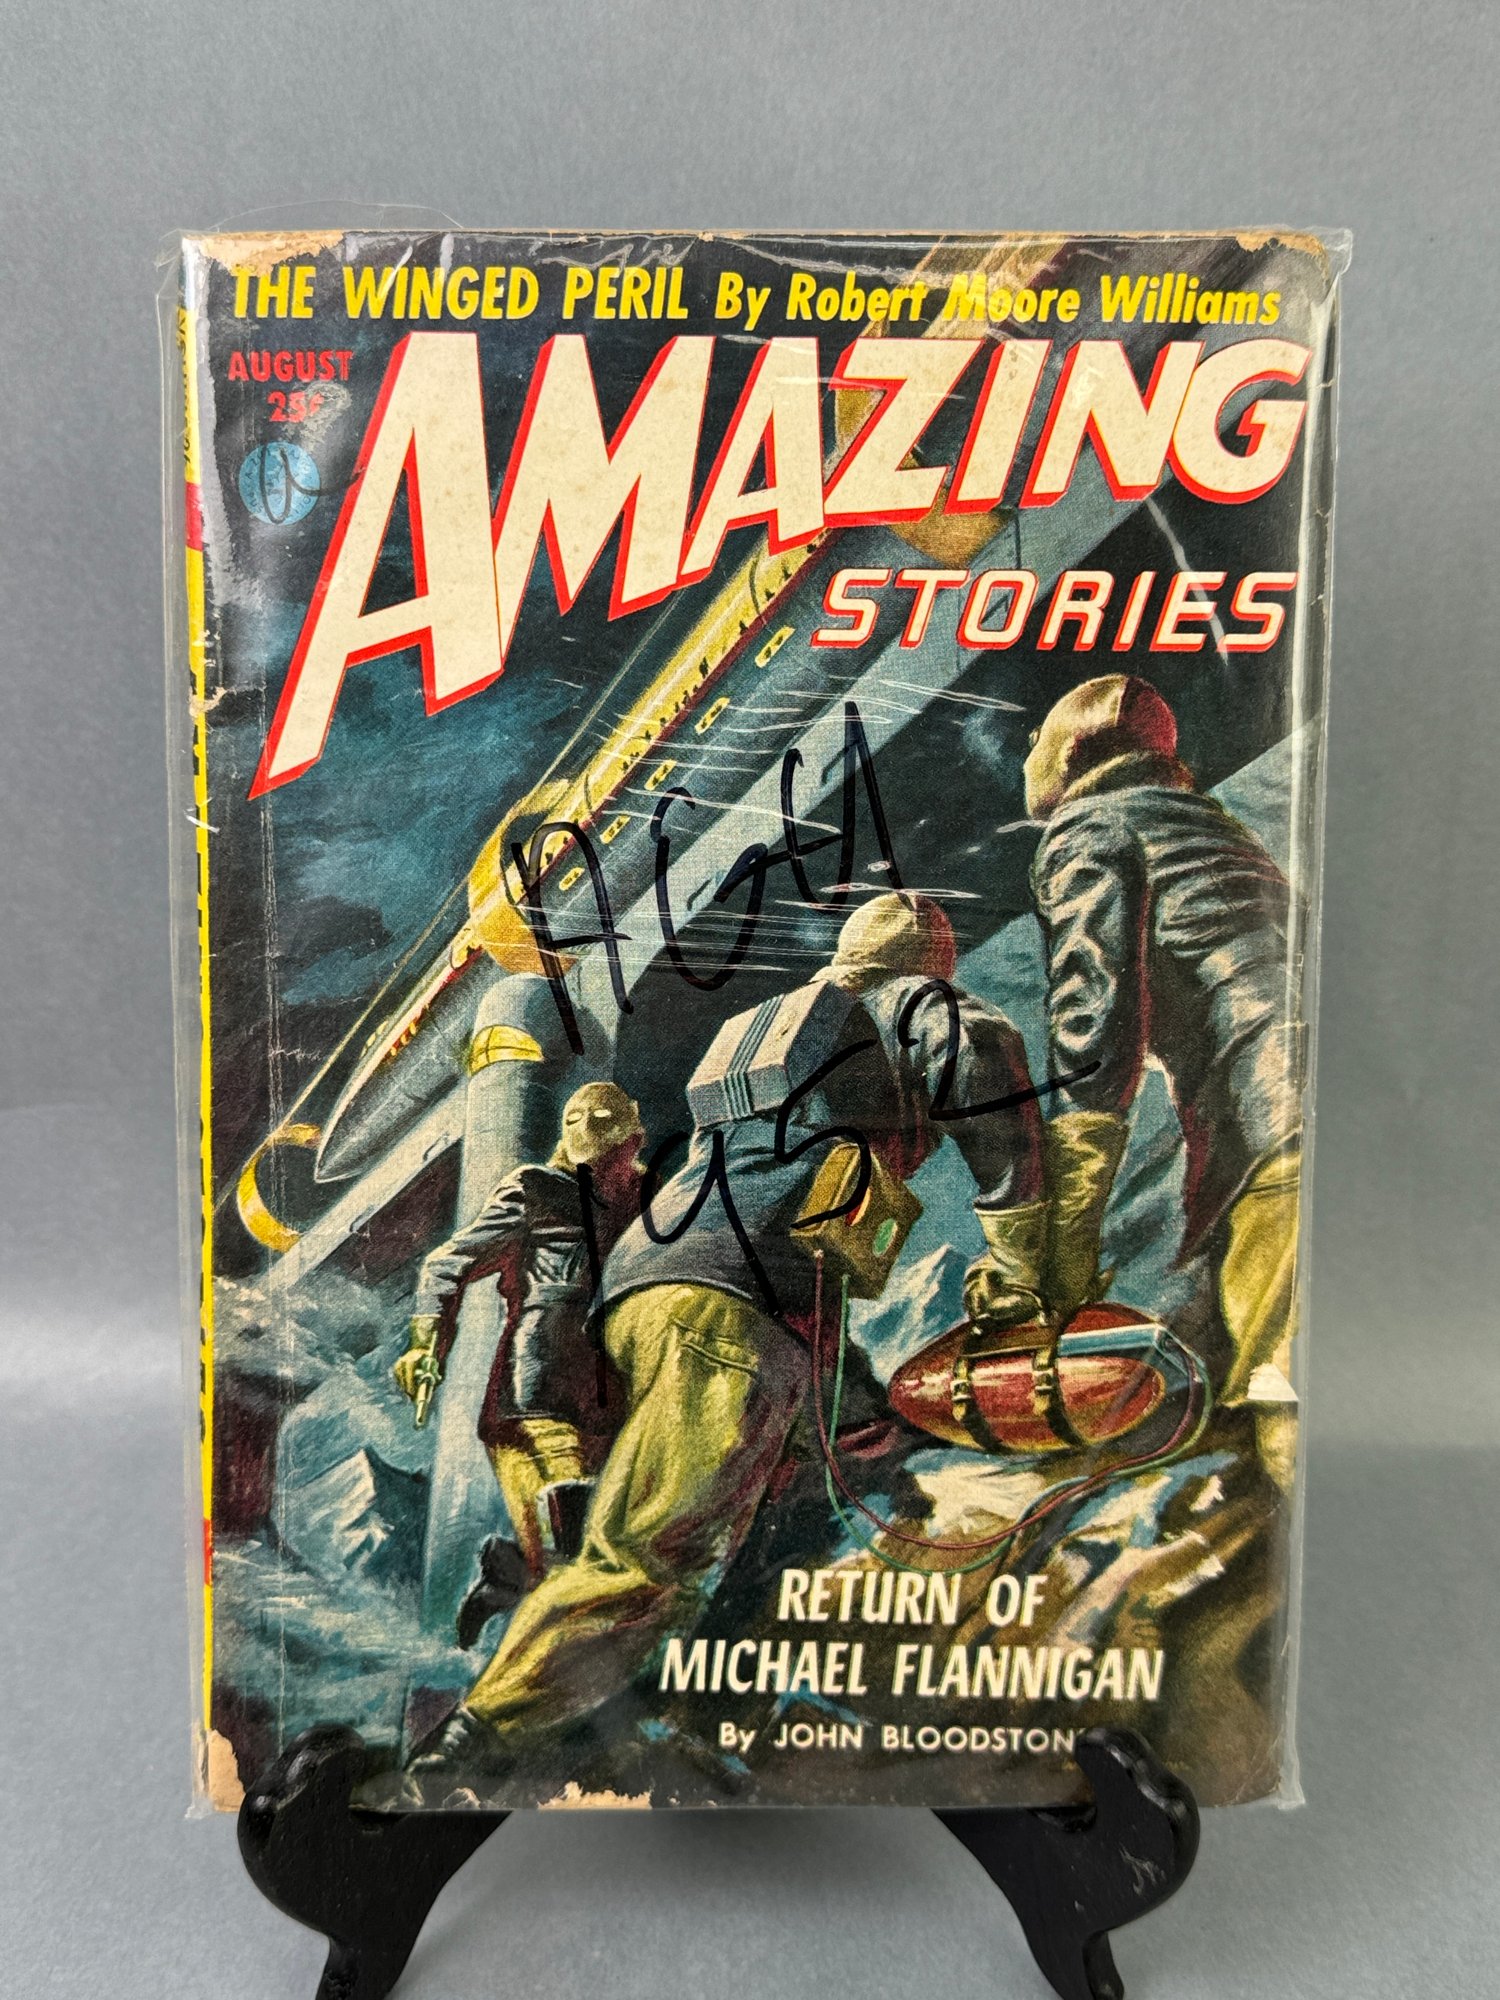 THE WINGED PERIL By Robert Moore Williams
AUGUST
25¢
AMAZING
STORIES
1952
RETURN OF
MICHAEL FLANNIGAN
By JOHN BLOODSTONE